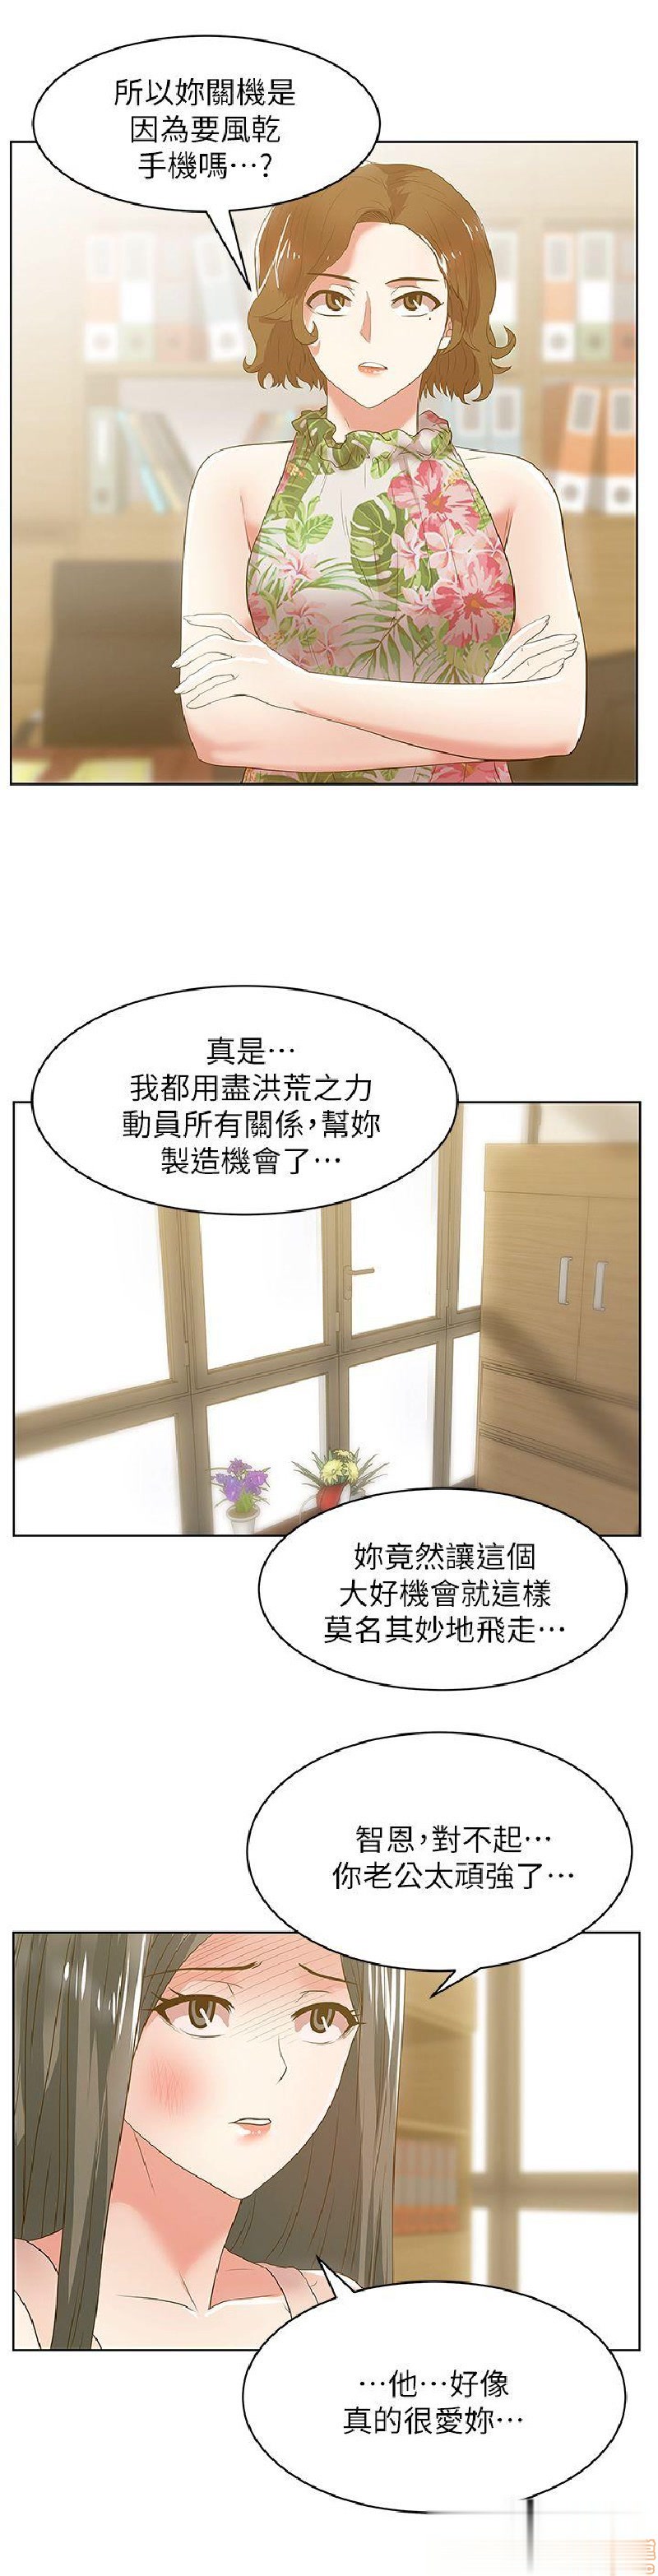 所以妳關機是
因為要風乾
手機嗎…?
真是…
我都用盡洪荒之力
動員所有關係，幫妳
製造機會了…
妳竟然讓這個
大好機會就這樣
莫名其妙地飛走…
智恩，對不起…
你老公太頑強了…
…他…好像
真的很愛妳…